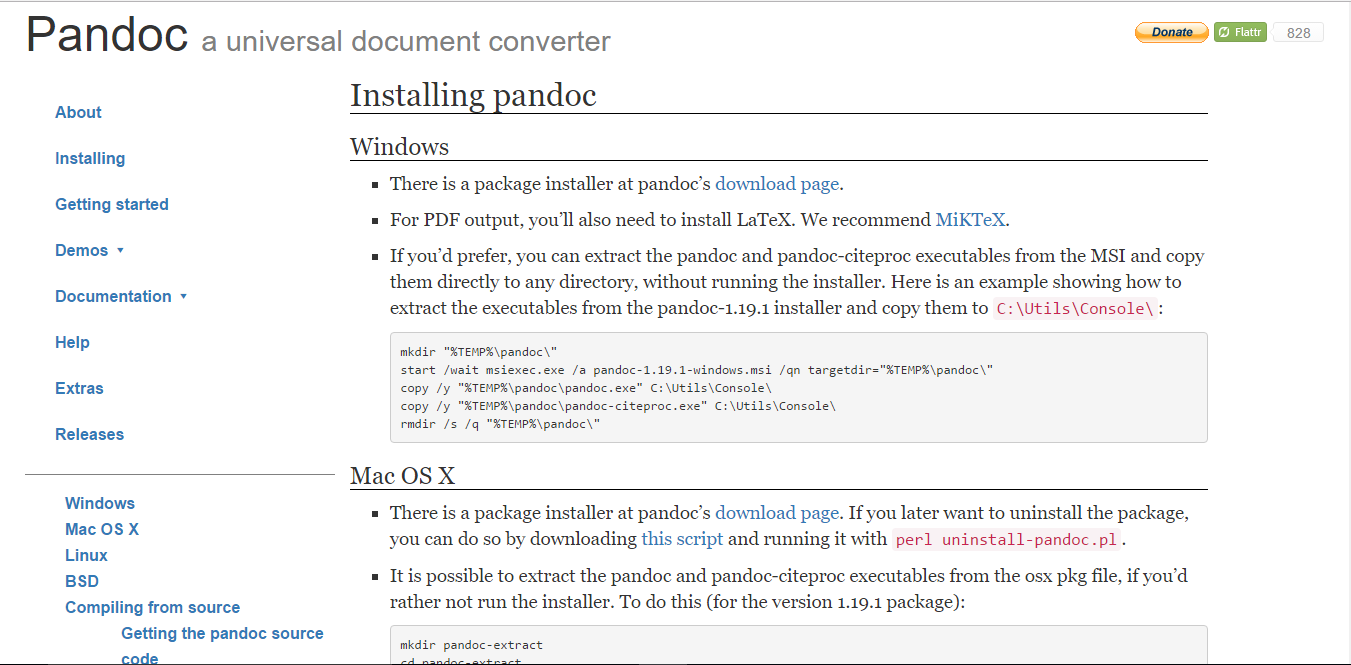 Pandoc a universal document converter
Donate
Flattr
828
About
Installing
Getting started
Demos
Documentation
Help
Extras
Releases
Windows
Mac OS X
Linux
BSD
Compiling from source
Getting the pandoc source
code
Installing pandoc
Windows
There is a package installer at pandoc’s download page.
For PDF output, you’ll also need to install LaTeX. We recommend MiKTeX.
If you’d prefer, you can extract the pandoc and pandoc-citeproc executables from the MSI and copy
them directly to any directory, without running the installer. Here is an example showing how to
extract the executables from the pandoc-1.19.1 installer and copy them to C:\Utils\Console\:
mkdir "%TEMP%\pandoc\"
start /wait msiexec.exe /a pandoc-1.19.1-windows.msi /qn targetdir="%TEMP%\pandoc\"
copy /y "%TEMP%\pandoc\pandoc.exe" C:\Utils\Console\
copy /y "%TEMP%\pandoc\pandoc-citeproc.exe" C:\Utils\Console\
rmdir /s /q "%TEMP%\pandoc\"
Mac OS X
There is a package installer at pandoc’s download page. If you later want to uninstall the package,
you can do so by downloading this script and running it with perl uninstall-pandoc.pl.
It is possible to extract the pandoc and pandoc-citeproc executables from the osx pkg file, if you’d
rather not run the installer. To do this (for the version 1.19.1 package):
mkdir pandoc-extract
cd pandoc-extract